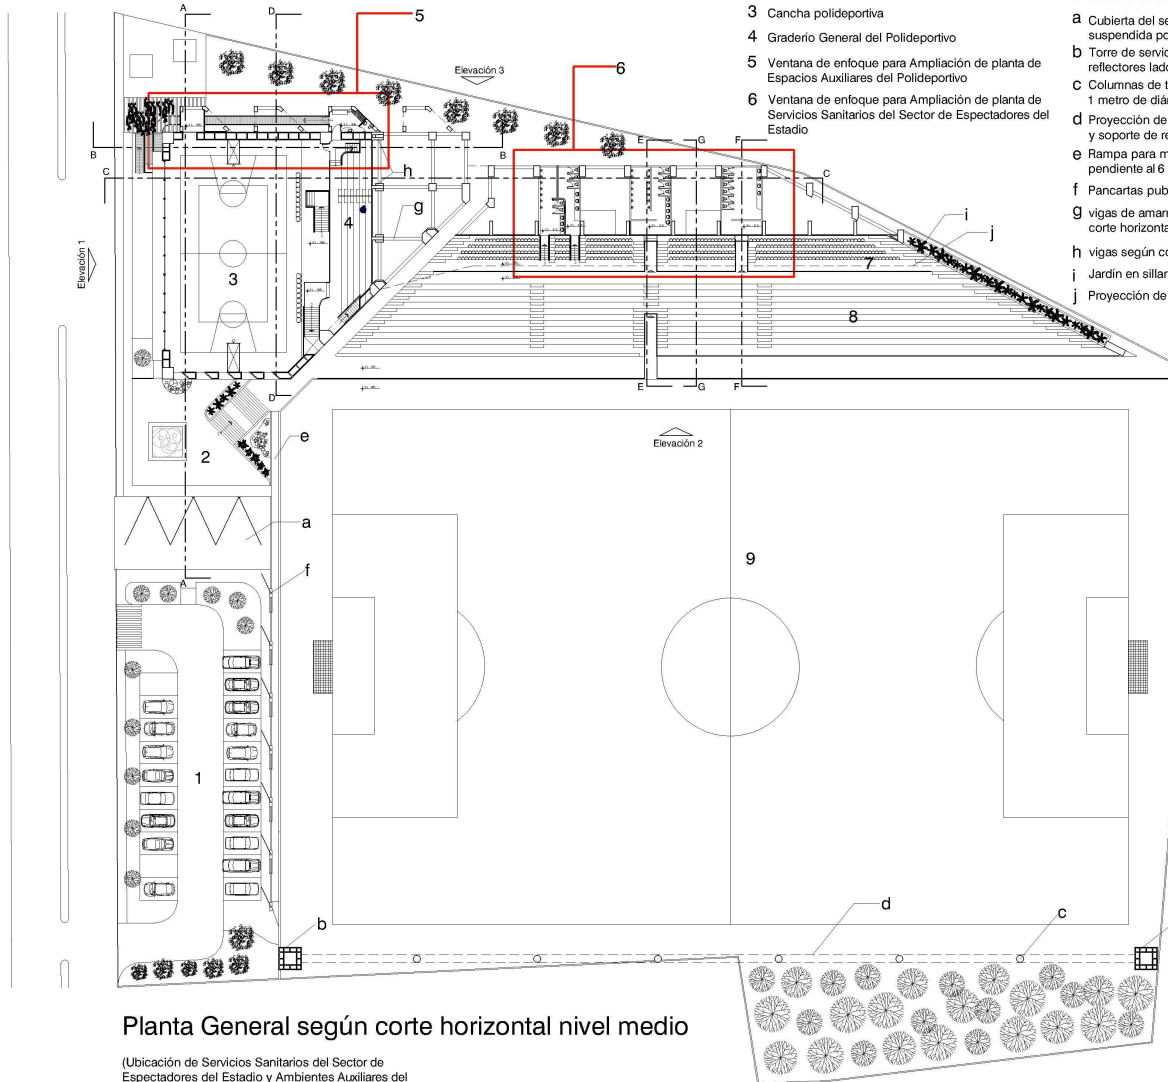 3 Cancha polideportiva
4 Graderío General del Polideportivo
5 Ventana de enfoque para Ampliación de planta de
Espacios Auxiliares del Polideportivo
6 Ventana de enfoque para Ampliación de planta de
Servicios Sanitarios del Sector de Espectadores del
Estadio
a Cubierta del se
suspendida po
b Torre de servic
reflectores lado
c Columnas de t
1 metro de diá
d Proyección de
y soporte de re
e Rampa para m
pendiente al 6
f Pancartas pub
g vigas de amarr
corte horizonta
h vigas según co
i Jardín en sillar
j Proyección de
A
D
5
Elevación 3
6
B
B
C
C
E
G
F
h
4
g
i
j
7
3
8
Elevación 1
D
E
G
F
Elevación 2
e
2
a
A
f
9
1
b
d
c
Planta General según corte horizontal nivel medio
(Ubicación de Servicios Sanitarios del Sector de
Espectadores del Estadio y Ambientes Auxiliares del